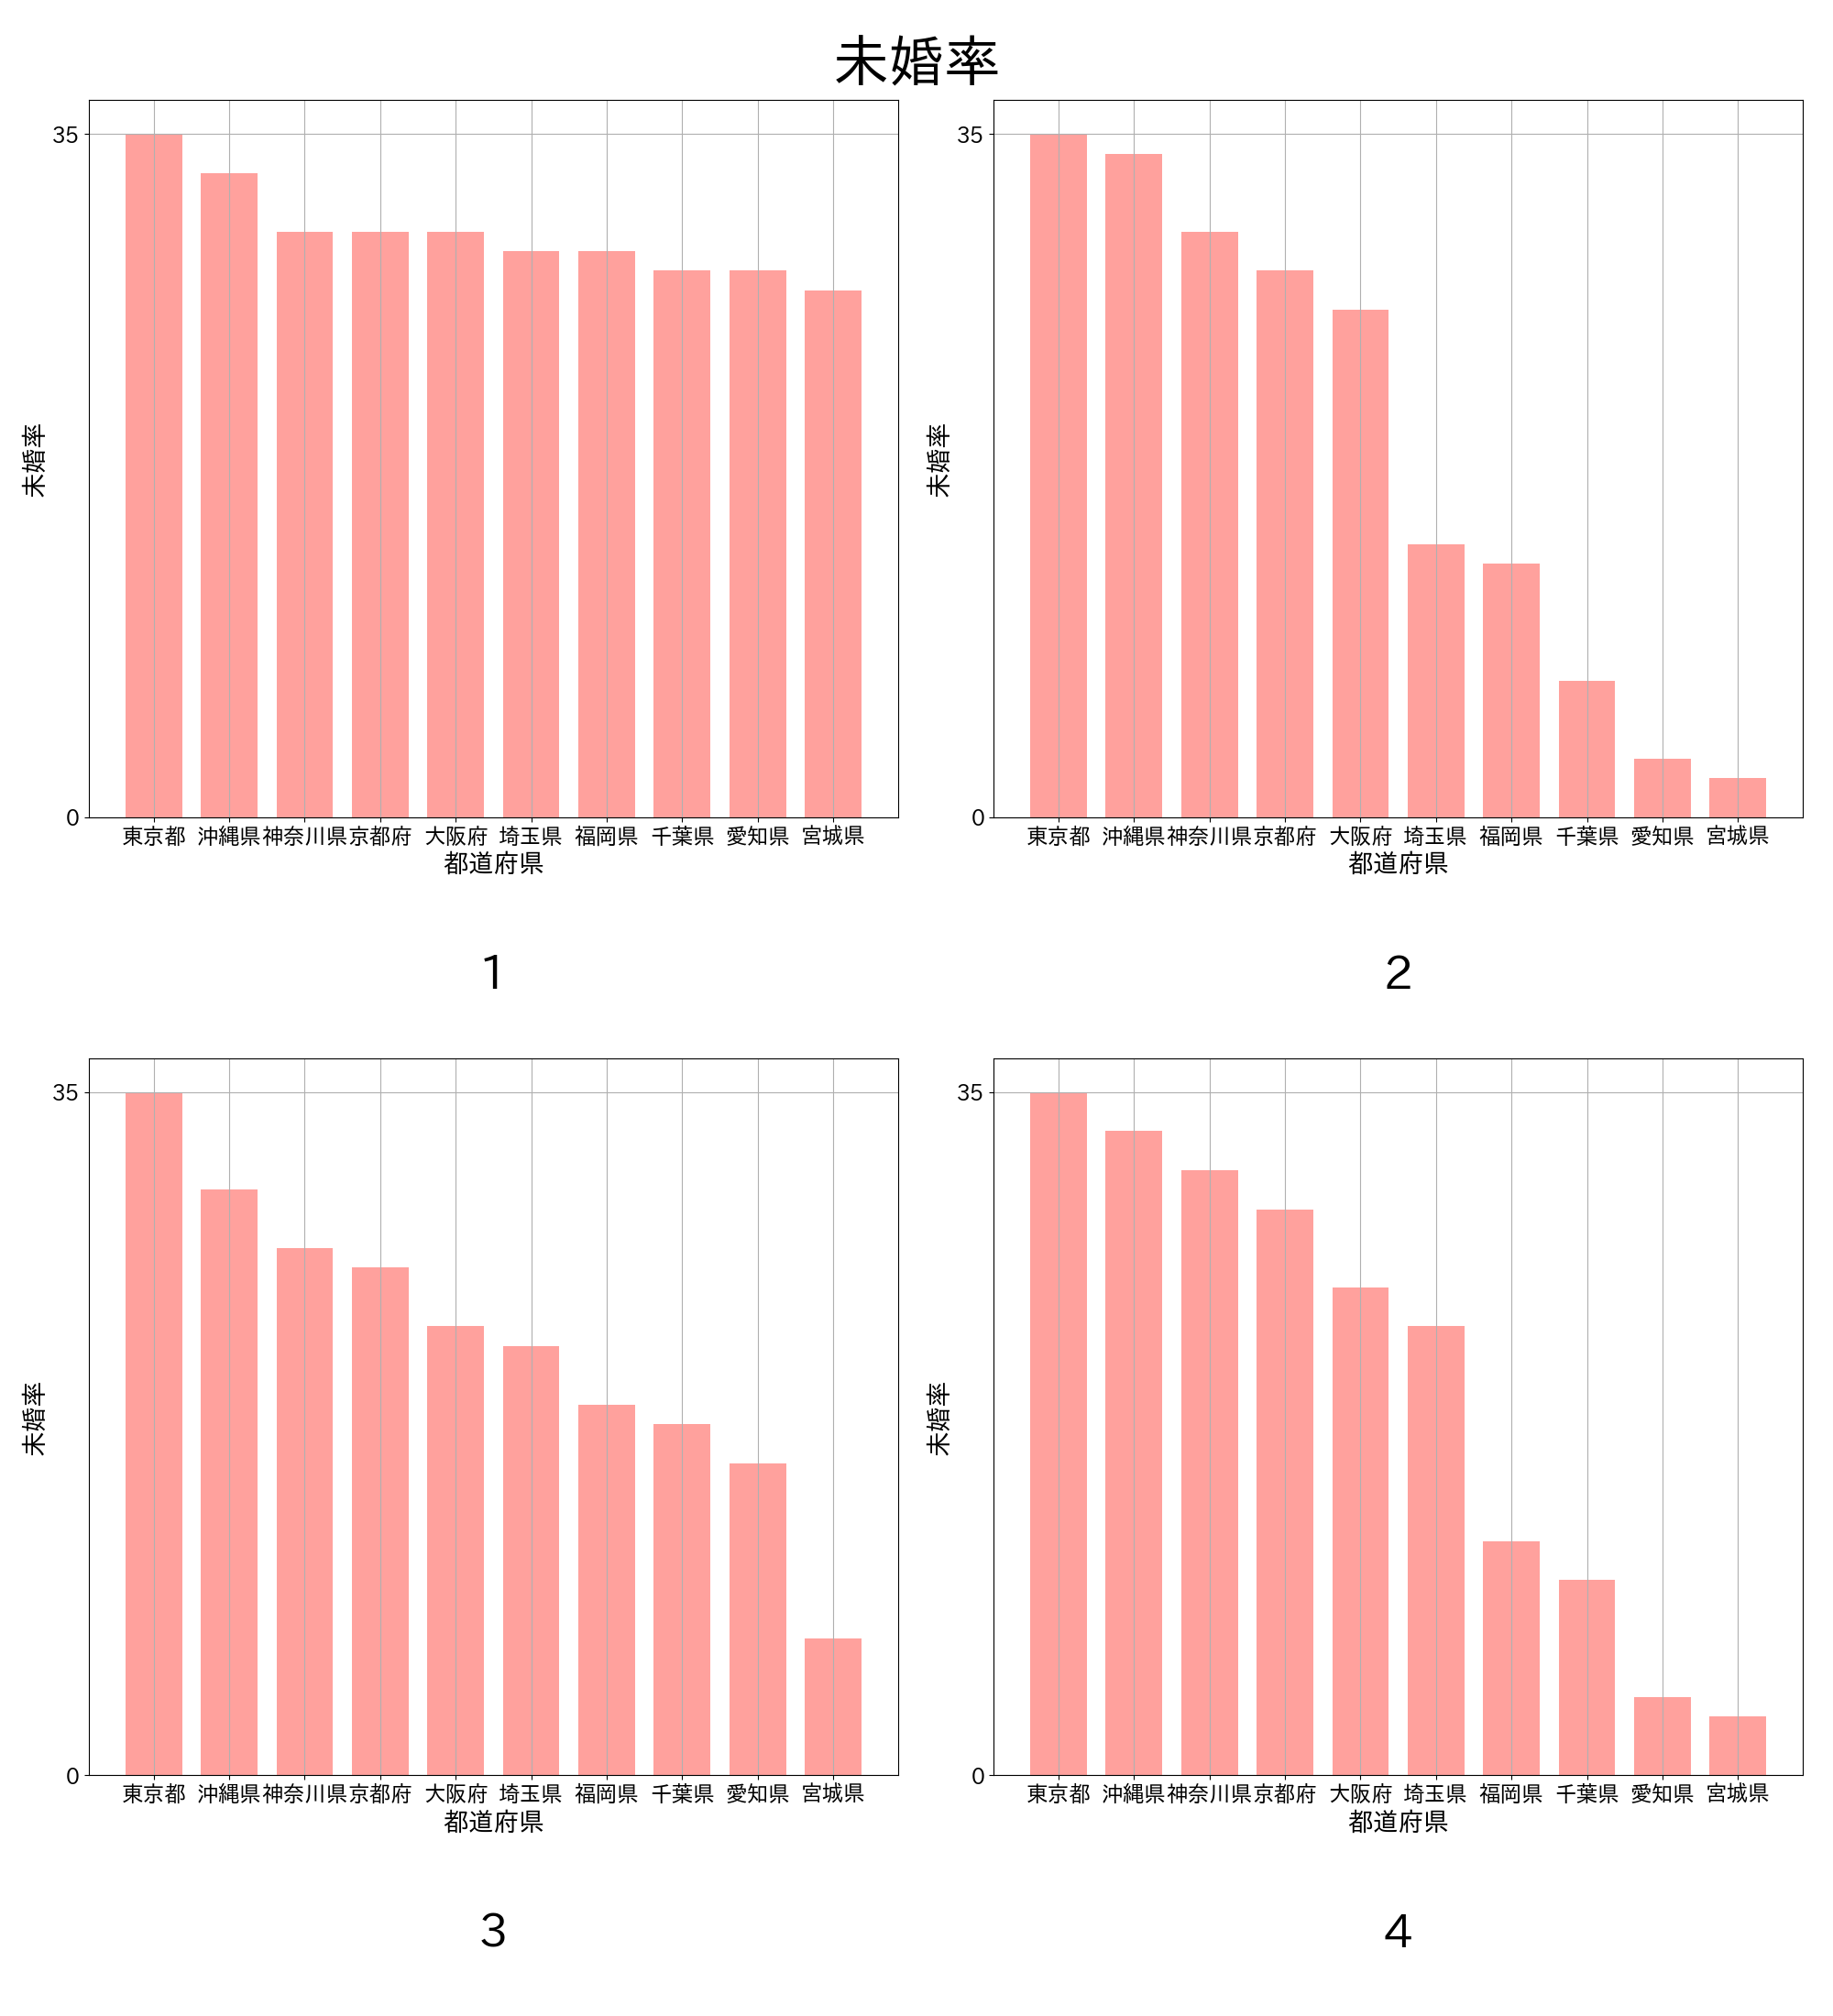 未婚率
35
0
未婚率
東京都 沖縄県 神奈川県 京都府 大阪府 埼玉県 福岡県 千葉県 愛知県 宮城県
都道府県
1
35
0
未婚率
東京都 沖縄県 神奈川県 京都府 大阪府 埼玉県 福岡県 千葉県 愛知県 宮城県
都道府県
2
35
0
未婚率
東京都 沖縄県 神奈川県 京都府 大阪府 埼玉県 福岡県 千葉県 愛知県 宮城県
都道府県
3
35
0
未婚率
東京都 沖縄県 神奈川県 京都府 大阪府 埼玉県 福岡県 千葉県 愛知県 宮城県
都道府県
4